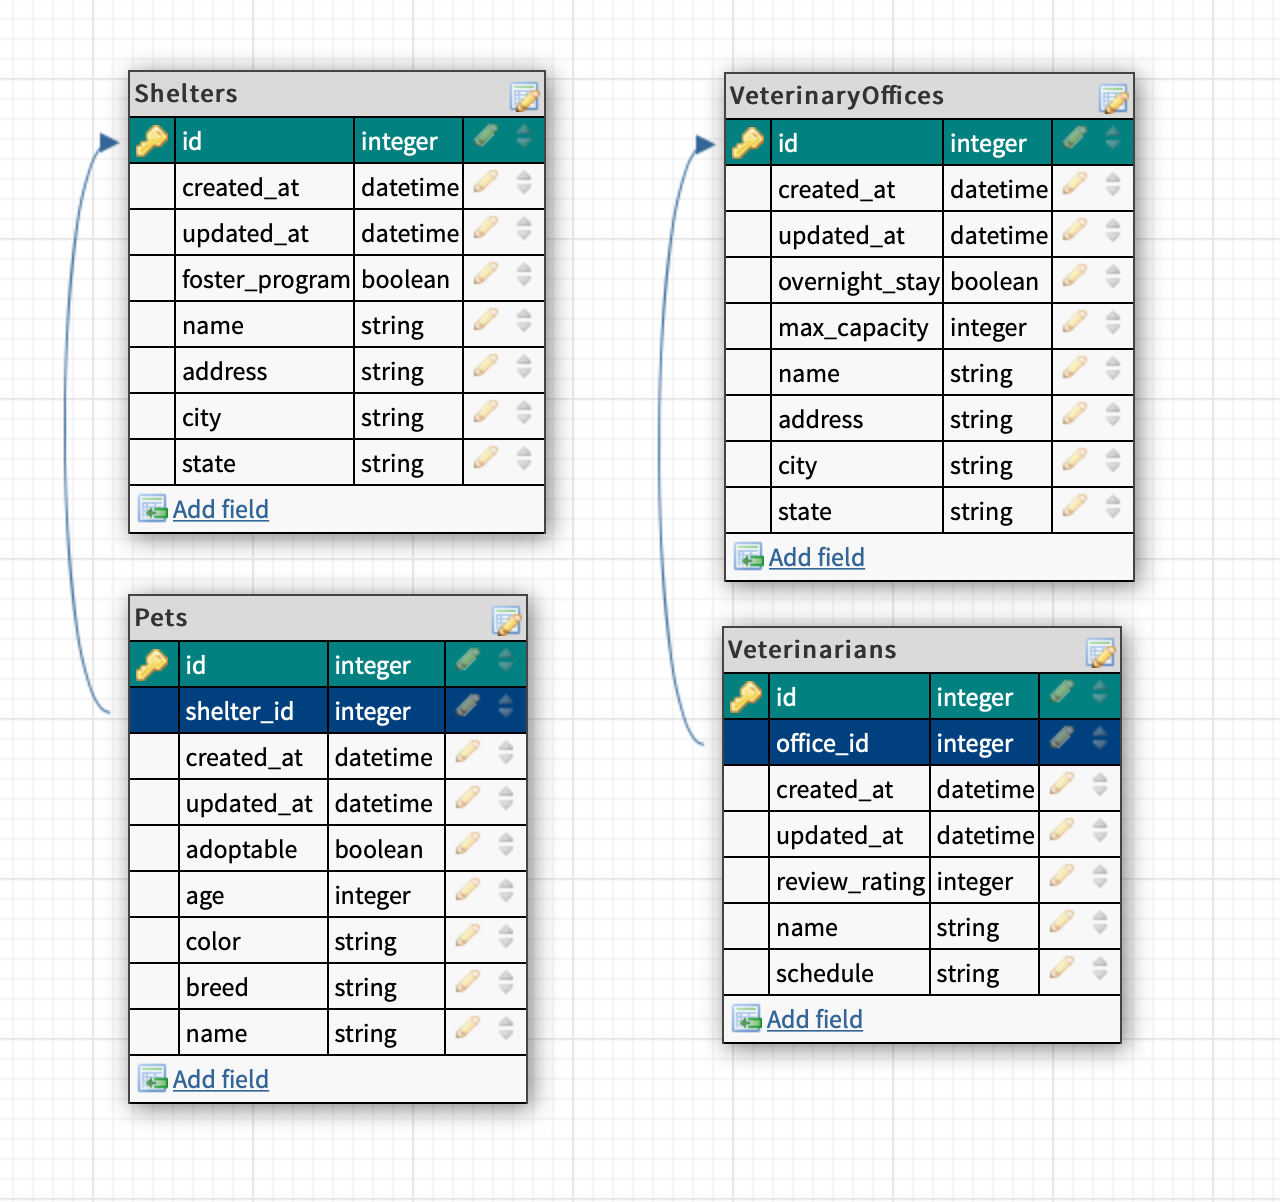 Shelters
id integer
created_at datetime
updated_at datetime
foster_program boolean
name string
address string
city string
state string
Add field
VeterinaryOffices
id integer
created_at datetime
updated_at datetime
overnight_stay boolean
max_capacity integer
name string
address string
city string
state string
Add field
Pets
id integer
shelter_id integer
created_at datetime
updated_at datetime
adoptable boolean
age integer
color string
breed string
name string
Add field
Veterinarians
id integer
office_id integer
created_at datetime
updated_at datetime
review_rating integer
name string
schedule string
Add field